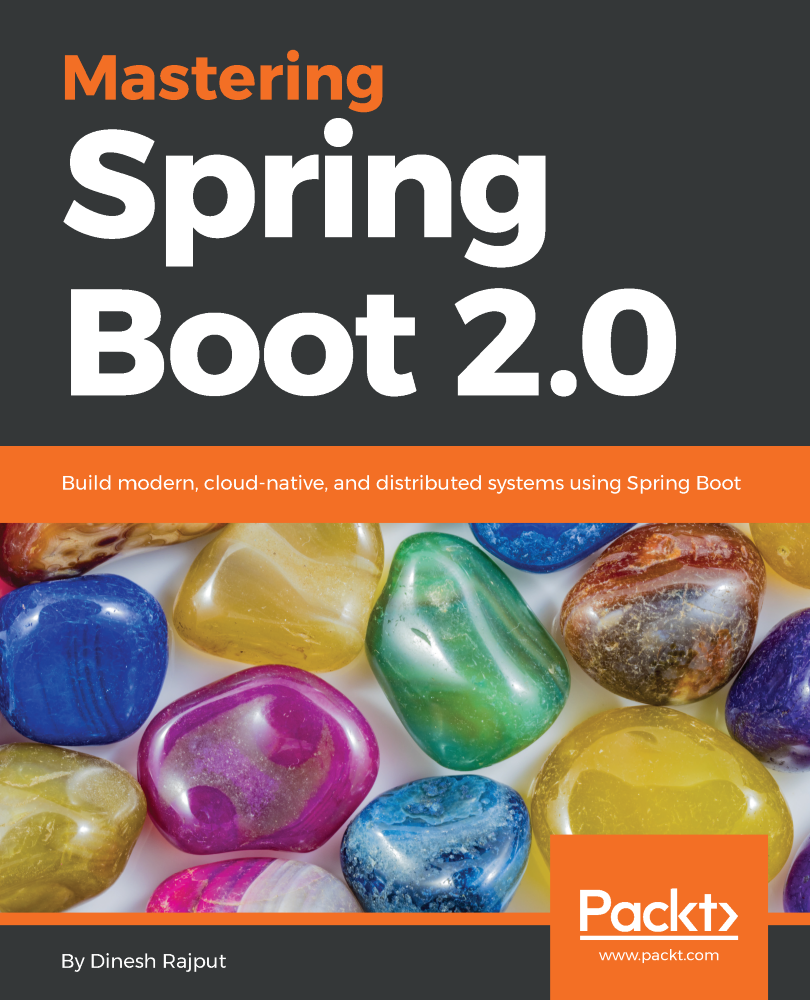 Mastering
Spring
Boot 2.0
Build modern, cloud-native, and distributed systems using Spring Boot
Packt>
www.packt.com
By Dinesh Rajput